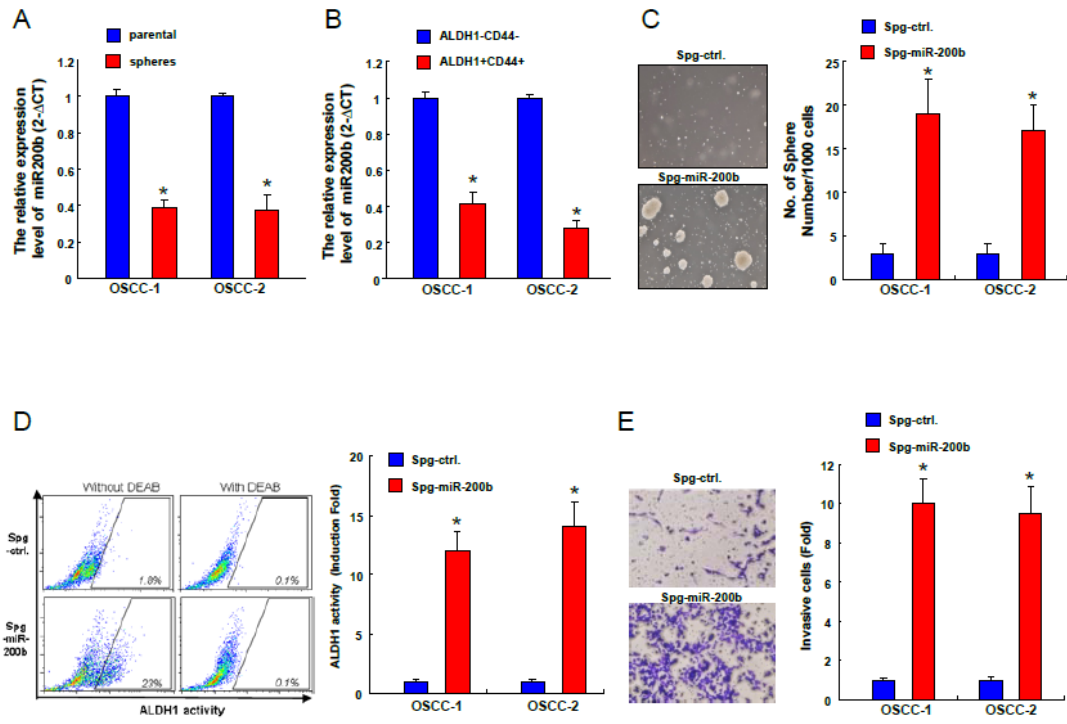 A
parental
spheres
The relative expression
level of miR200b (2-ΔCT)
1.2
1
0.8
0.6
0.4
1.2
0
*
*
OSCC-1
OSCC-2
B
ALDH1-CD44-
ALDH1+CD44+
The relative expression
level of miR200b (2-ΔCT)
1.2
1
0.8
0.6
0.4
0.2
0
*
*
OSCC-1
OSCC-2
C
Spg-ctrl.
Spg-miR-200b
Spg-ctrl.
Spg-miR-200b
No. of Sphere
Number/1000 cells
25
20
15
10
5
0
*
*
OSCC-1
OSCC-2
D
Without DEAB
With DEAB
Spg
-ctrl.
1.8%
0.1%
Spg
-miR-
200b
23%
0.1%
ALDH1 activity
Spg-ctrl.
Spg-miR-200b
ALDH1 activity (Induction Fold)
20
15
10
5
0
*
*
OSCC-1
OSCC-2
E
Spg-ctrl.
Spg-miR-200b
Spg-ctrl.
Spg-miR-200b
Invasive cells (Fold)
12
10
8
6
4
2
0
*
*
OSCC-1
OSCC-2